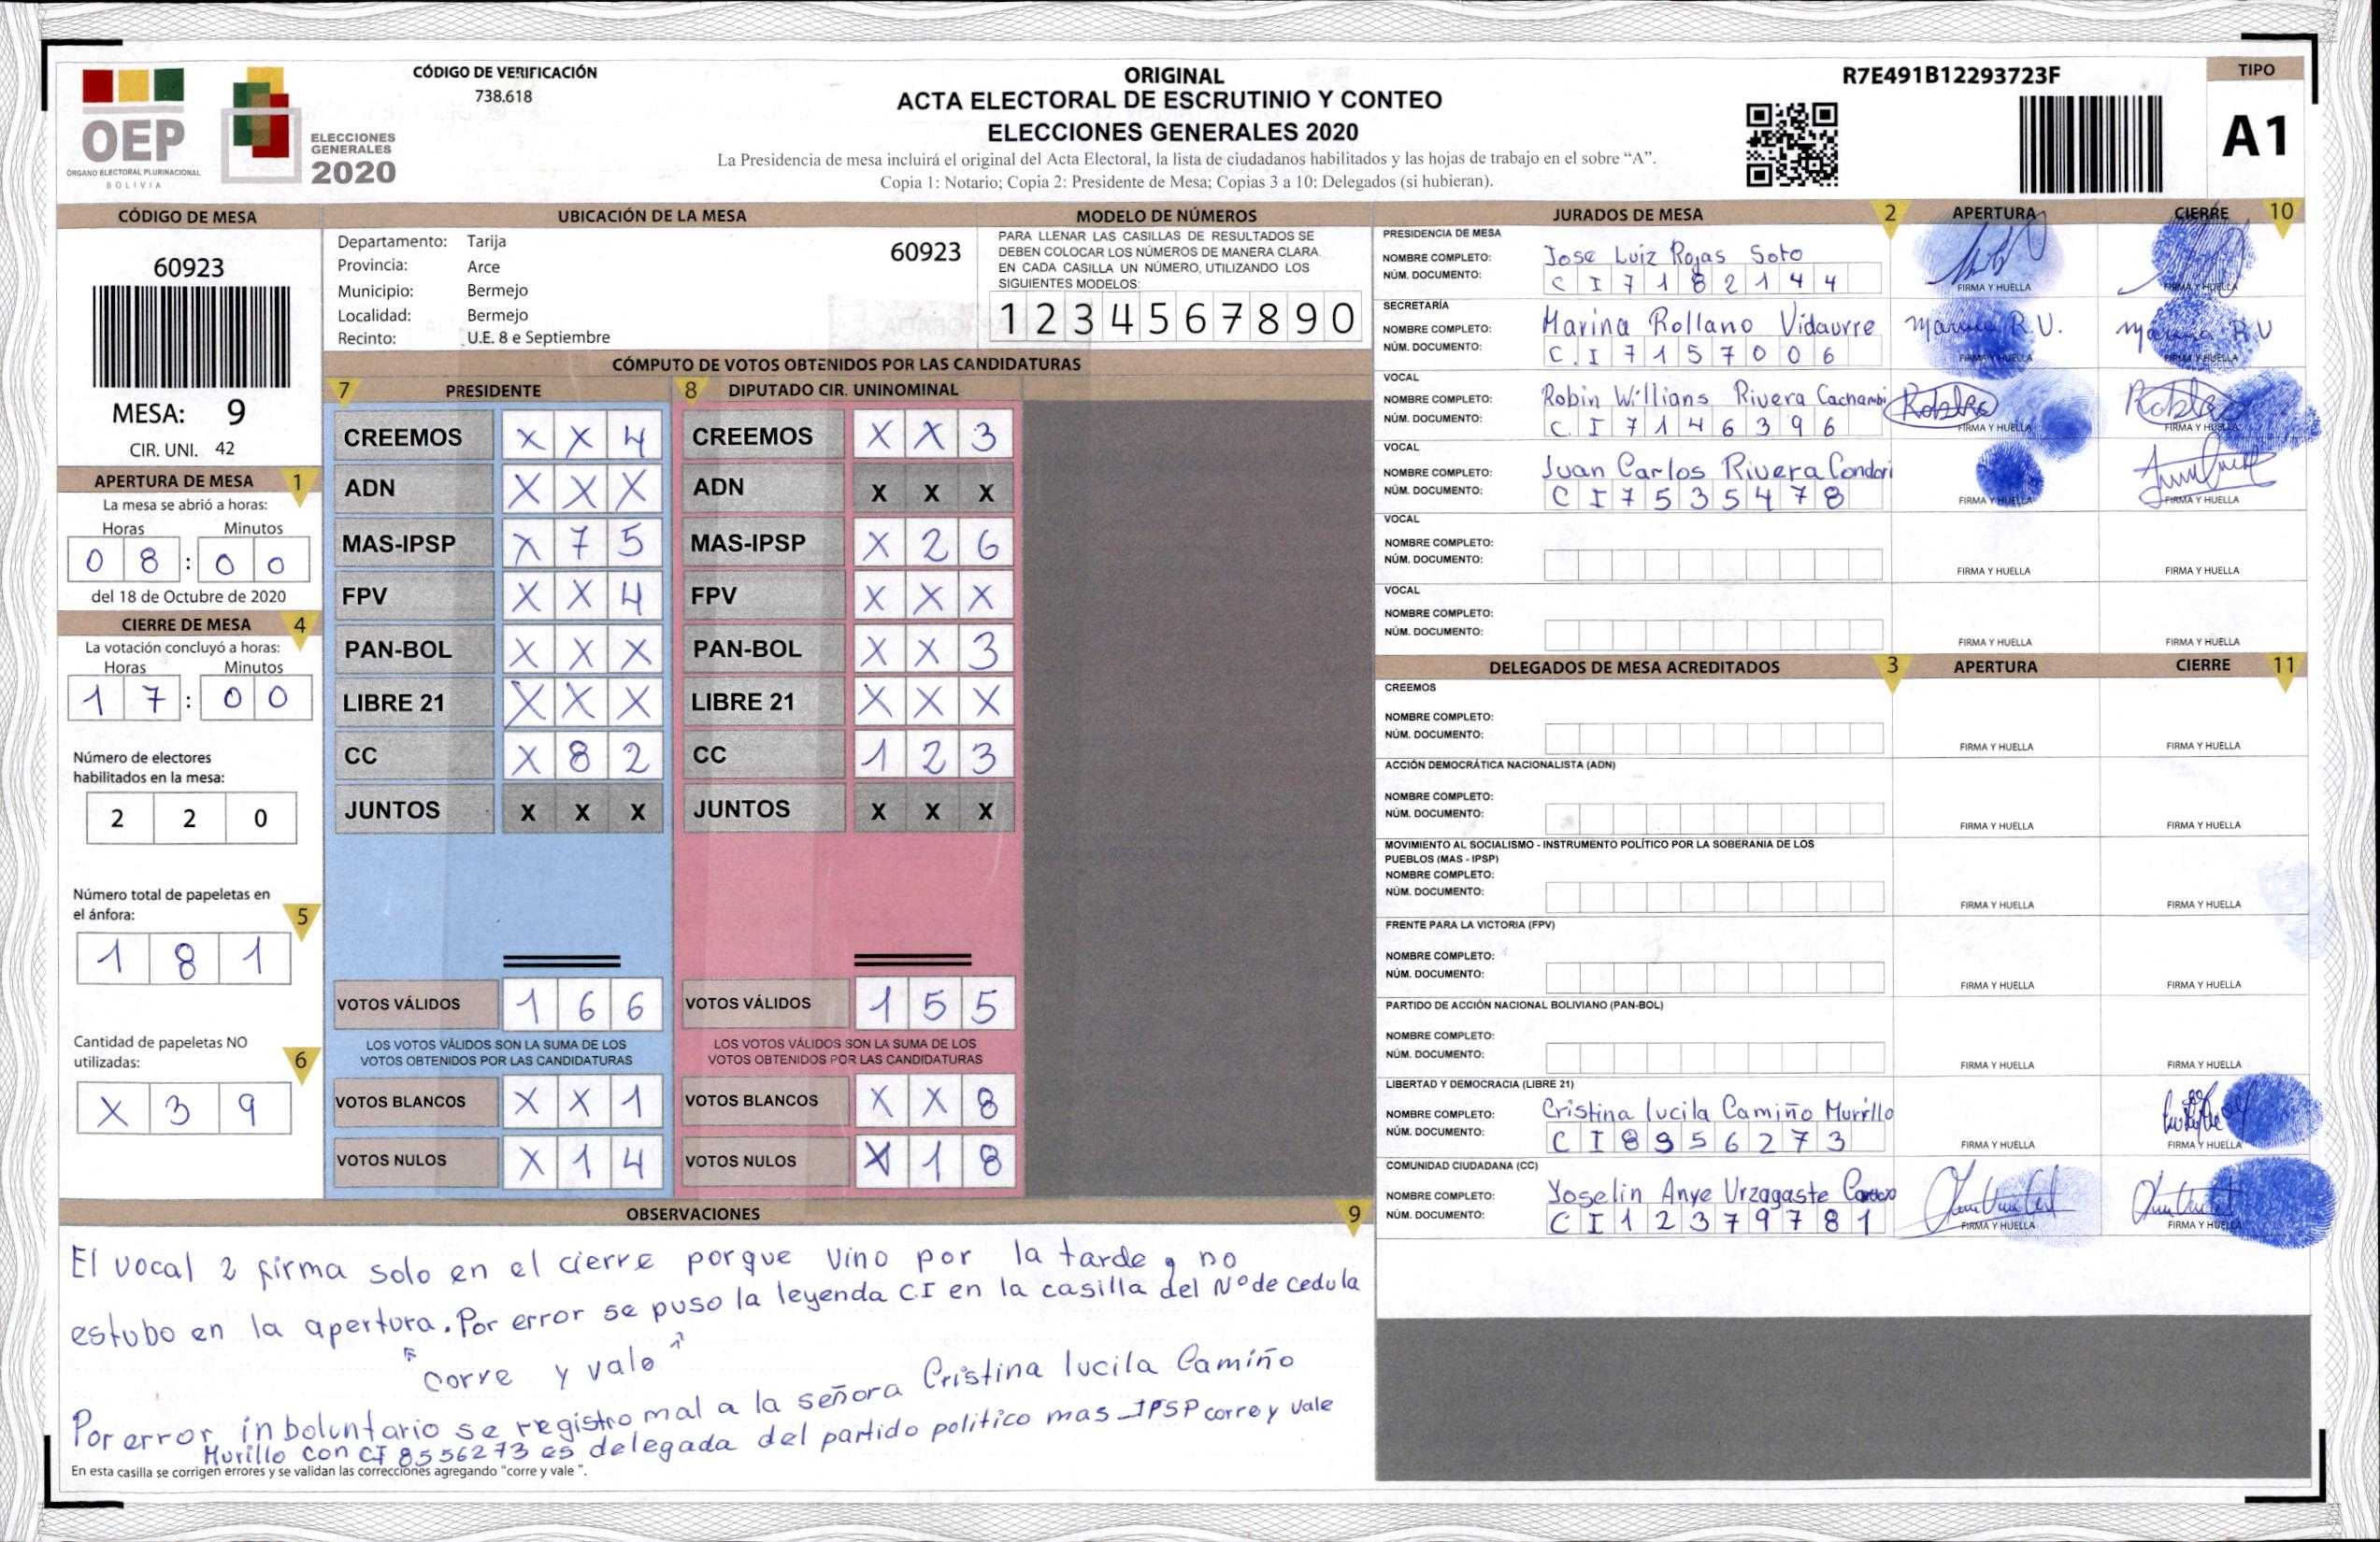 OEP
ÓRGANO ELECTORAL PLURINACIONAL
BOLIVIA
ELECCIONES
GENERALES
2020
CÓDIGO DE VERIFICACIÓN
738.618
ORIGINAL
ACTA ELECTORAL DE ESCRUTINIO Y CONTEO
ELECCIONES GENERALES 2020
La Presidencia de mesa incluirá el original del Acta Electoral, la lista de ciudadanos habilitados y las hojas de trabajo en el sobre “A”.
Copia 1: Notario; Copia 2: Presidente de Mesa; Copias 3 a 10: Delegados (si hubieran).
R7E491B12293723F
TIPO
A1
CÓDIGO DE MESA
60923
MESA: 9
CIR. UNI. 42
APERTURA DE MESA 1
La mesa se abrió a horas:
Horas Minutos
0 8 : 0 0
del 18 de Octubre de 2020
CIERRE DE MESA 4
La votación concluyó a horas:
Horas Minutos
1 7 : 0 0
Número de electores
habilitados en la mesa:
2 2 0
Número total de papeletas en
el ánfora: 5
1 8 1
Cantidad de papeletas NO
utilizadas: 6
X 3 9
UBICACIÓN DE LA MESA
Departamento: Tarija
60923
Provincia: Arce
Municipio: Bermejo
Localidad: Bermejo
Recinto: U.E. 8 e Septiembre
MODELO DE NÚMEROS
PARA LLENAR LAS CASILLAS DE RESULTADOS SE
DEBEN COLOCAR LOS NÚMEROS DE MANERA CLARA.
EN CADA CASILLA UN NÚMERO, UTILIZANDO LOS
SIGUIENTES MODELOS:
1 2 3 4 5 6 7 8 9 0
CÓMPUTO DE VOTOS OBTENIDOS POR LAS CANDIDATURAS
7 PRESIDENTE
CREEMOS X X 4
ADN X X X
MAS-IPSP X 7 5
FPV X X 4
PAN-BOL X X X
LIBRE 21 X X X
CC X 8 2
JUNTOS X X X
VOTOS VÁLIDOS 1 6 6
LOS VOTOS VÁLIDOS SON LA SUMA DE LOS
VOTOS OBTENIDOS POR LAS CANDIDATURAS
VOTOS BLANCOS X X 1
VOTOS NULOS X 1 4
8 DIPUTADO CIR. UNINOMINAL
CREEMOS X X 3
ADN X X X
MAS-IPSP X 2 6
FPV X X X
PAN-BOL X X 3
LIBRE 21 X X X
CC 1 2 3
JUNTOS X X X
VOTOS VÁLIDOS 1 5 5
LOS VOTOS VÁLIDOS SON LA SUMA DE LOS
VOTOS OBTENIDOS POR LAS CANDIDATURAS
VOTOS BLANCOS X X 8
VOTOS NULOS X 1 8
OBSERVACIONES 9
El vocal 2 firma solo en el cierre porque vino por la tarde, no
estubo en la apertura. Por error se puso la leyenda C.I en la casilla del Nº de cedula
corre y vale
Por error inboluntario se registro mal a la señora Cristina lucila Camiño
Murillo con CI 8556273 es delegada del partido politico mas IPSP corre y vale
En esta casilla se corrigen errores y se validan las correcciones agregando "corre y vale ".
JURADOS DE MESA 2 APERTURA CIERRE 10
PRESIDENCIA DE MESA
NOMBRE COMPLETO: Jose Luiz Rojas Soto
NÚM. DOCUMENTO: C I 7 1 8 2 1 4 4
FIRMA Y HUELLA FIRMA Y HUELLA
SECRETARÍA
NOMBRE COMPLETO: Marina Rollano Vidaurre
Marina R.V. Marina R.V
NÚM. DOCUMENTO: C. I 7 1 5 7 0 0 6
FIRMA Y HUELLA FIRMA Y HUELLA
VOCAL
NOMBRE COMPLETO: Robin Willians Rivera Cachambi
NÚM. DOCUMENTO: C. I 7 1 4 6 3 9 6
FIRMA Y HUELLA FIRMA Y HUELLA
VOCAL
NOMBRE COMPLETO: Juan Carlos Rivera Condori
NÚM. DOCUMENTO: C I 7 5 3 5 4 7 8
FIRMA Y HUELLA FIRMA Y HUELLA
VOCAL
NOMBRE COMPLETO:
NÚM. DOCUMENTO:
FIRMA Y HUELLA FIRMA Y HUELLA
VOCAL
NOMBRE COMPLETO:
NÚM. DOCUMENTO:
FIRMA Y HUELLA FIRMA Y HUELLA
DELEGADOS DE MESA ACREDITADOS 3 APERTURA CIERRE 11
CREEMOS
NOMBRE COMPLETO:
NÚM. DOCUMENTO:
FIRMA Y HUELLA FIRMA Y HUELLA
ACCIÓN DEMOCRÁTICA NACIONALISTA (ADN)
NOMBRE COMPLETO:
NÚM. DOCUMENTO:
FIRMA Y HUELLA FIRMA Y HUELLA
MOVIMIENTO AL SOCIALISMO - INSTRUMENTO POLÍTICO POR LA SOBERANIA DE LOS
PUEBLOS (MAS - IPSP)
NOMBRE COMPLETO:
NÚM. DOCUMENTO:
FIRMA Y HUELLA FIRMA Y HUELLA
FRENTE PARA LA VICTORIA (FPV)
NOMBRE COMPLETO:
NÚM. DOCUMENTO:
FIRMA Y HUELLA FIRMA Y HUELLA
PARTIDO DE ACCIÓN NACIONAL BOLIVIANO (PAN-BOL)
NOMBRE COMPLETO:
NÚM. DOCUMENTO:
FIRMA Y HUELLA FIRMA Y HUELLA
LIBERTAD Y DEMOCRACIA (LIBRE 21)
NOMBRE COMPLETO: Cristina lucila Camiño Murillo
NÚM. DOCUMENTO: C I 8 9 5 6 2 7 3
FIRMA Y HUELLA FIRMA Y HUELLA
COMUNIDAD CIUDADANA (CC)
NOMBRE COMPLETO: Yoselin Anye Urzagaste
NÚM. DOCUMENTO: C I 1 2 3 7 9 7 8 1
FIRMA Y HUELLA FIRMA Y HUELLA